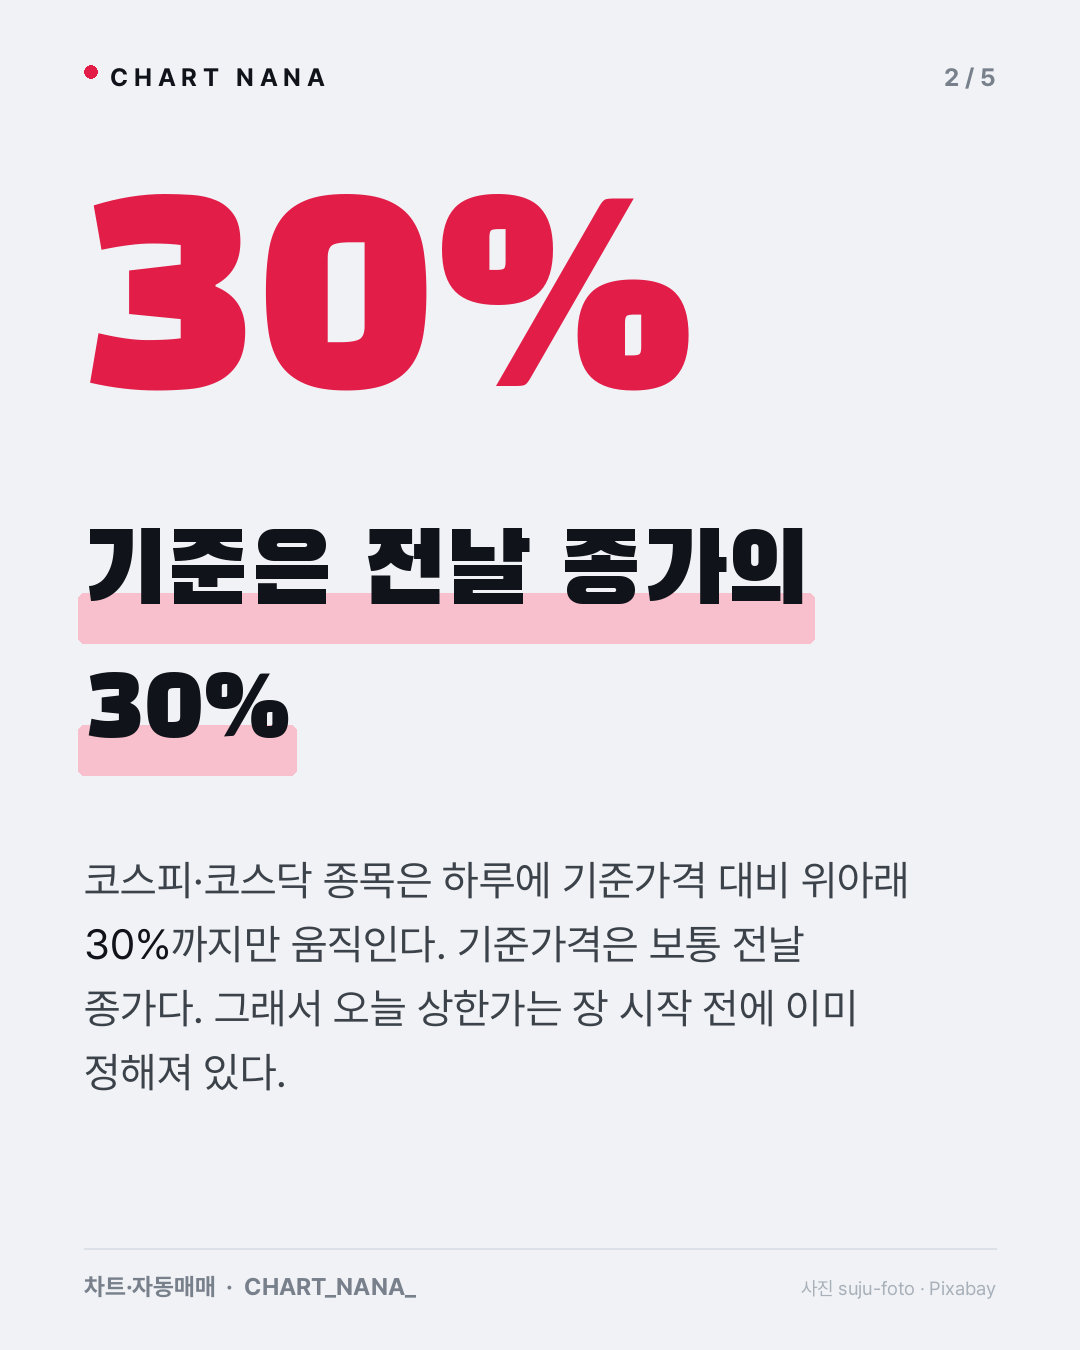 CHART NANA
2 / 5
30%
기준은 전날 종가의
30%
코스피·코스닥 종목은 하루에 기준가격 대비 위아래
30%까지만 움직인다. 기준가격은 보통 전날
종가다. 그래서 오늘 상한가는 장 시작 전에 이미
정해져 있다.
차트·자동매매 · CHART_NANA_
사진 suju-foto · Pixabay